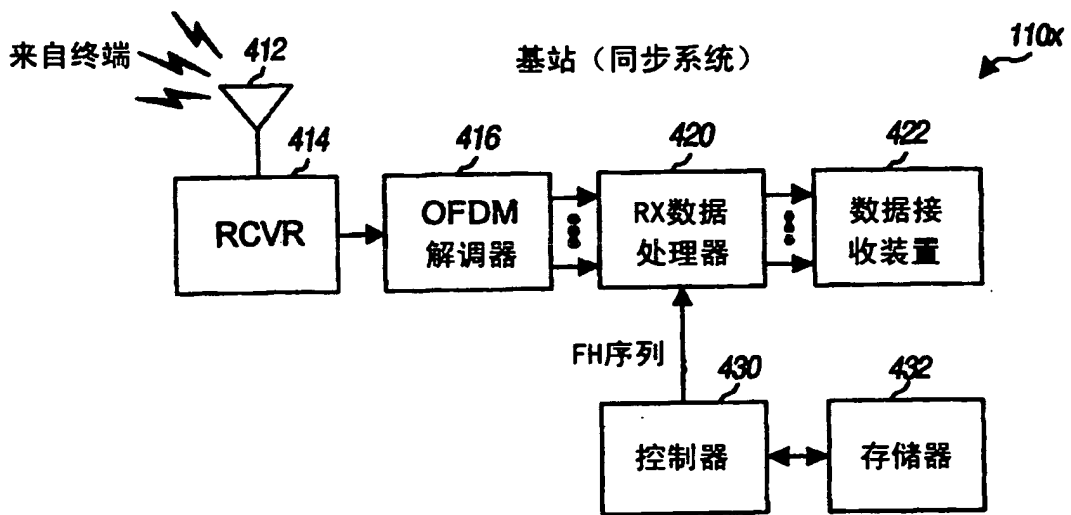 来自终端
412
基站（同步系统）
110x
414
416
420
422
RCVR
OFDM
解调器
RX数据
处理器
数据接
收装置
FH序列
430
432
控制器
存储器